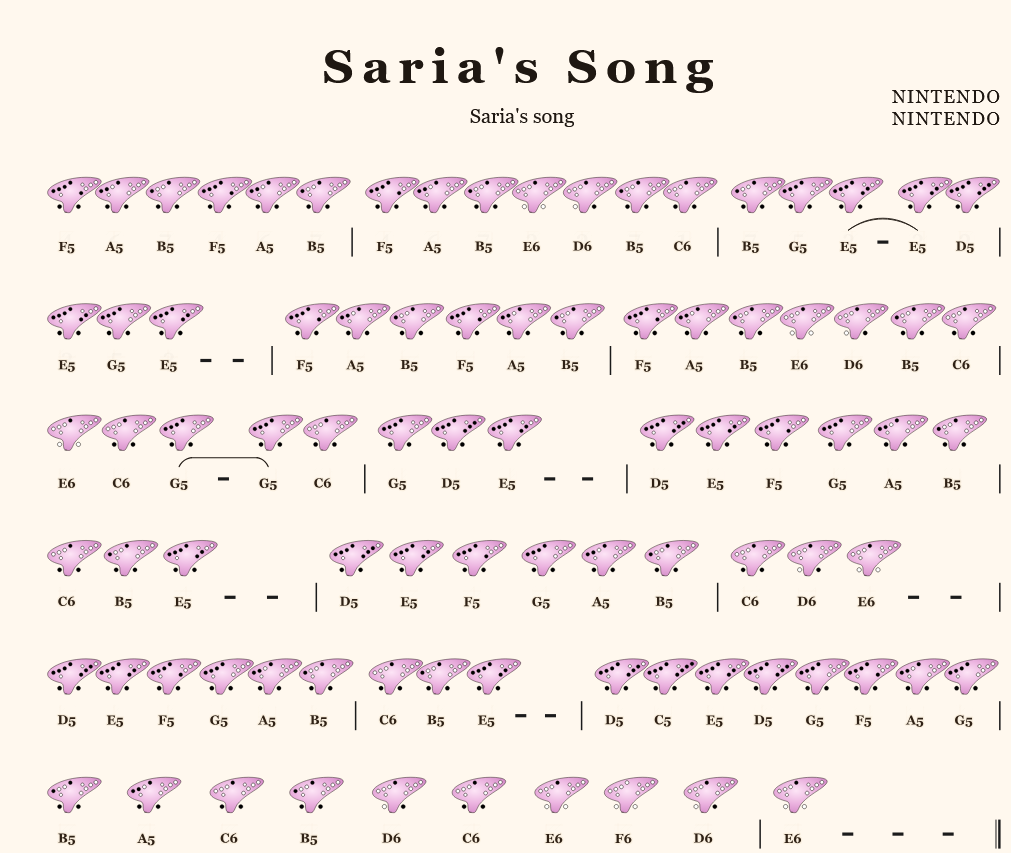 Saria's Song
Saria's song
NINTENDO
NINTENDO
F5 A5 B5 F5 A5 B5 | F5 A5 B5 E6 D6 B5 C6 | B5 G5 E5 - E5 D5 |
E5 G5 E5 - - | F5 A5 B5 F5 A5 B5 | F5 A5 B5 E6 D6 B5 C6 |
E6 C6 G5 - G5 C6 | G5 D5 E5 - - | D5 E5 F5 G5 A5 B5 |
C6 B5 E5 - - | D5 E5 F5 G5 A5 B5 | C6 D6 E6 - - |
D5 E5 F5 G5 A5 B5 | C6 B5 E5 - - | D5 C5 E5 D5 G5 F5 A5 G5 |
B5 A5 C6 B5 D6 C6 E6 F6 D6 | E6 - - -